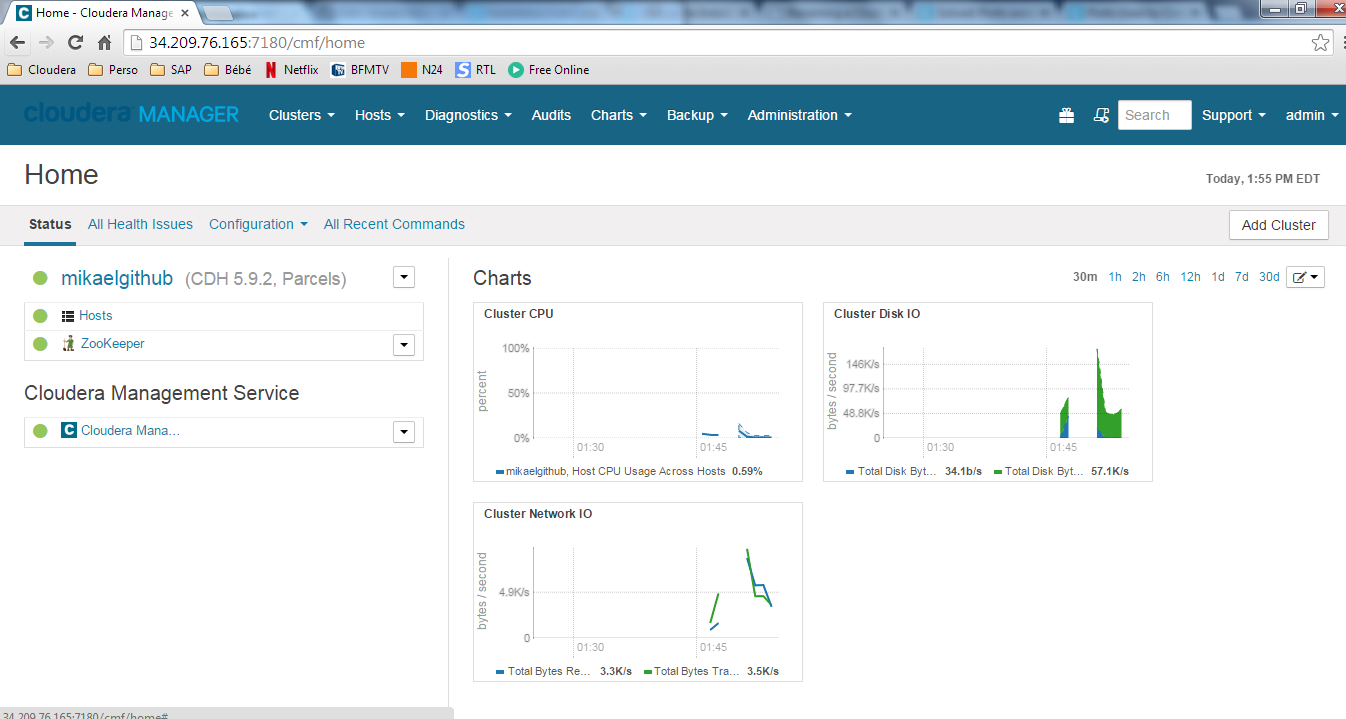 Home - Cloudera Manage
34.209.76.165:7180/cmf/home
Cloudera Perso SAP Bébé Netflix BFMTV N24 RTL Free Online
cloudera MANAGER Clusters Hosts Diagnostics Audits Charts Backup Administration Search Support admin
Home
Today, 1:55 PM EDT
Status All Health Issues Configuration All Recent Commands Add Cluster
mikaelgithub (CDH 5.9.2, Parcels)
Hosts
ZooKeeper
Cloudera Management Service
Cloudera Mana...
Charts
30m 1h 2h 6h 12h 1d 7d 30d
Cluster CPU
percent
100%
50%
0%
01:30 01:45
mikaelgithub, Host CPU Usage Across Hosts 0.59%
Cluster Disk IO
bytes / second
146K/s
97.7K/s
48.8K/s
0
01:30 01:45
Total Disk Byt... 34.1b/s Total Disk Byt... 57.1K/s
Cluster Network IO
bytes / second
4.9K/s
0
01:30 01:45
Total Bytes Re... 3.3K/s Total Bytes Tra... 3.5K/s
34.209.76.165:7180/cmf/home#